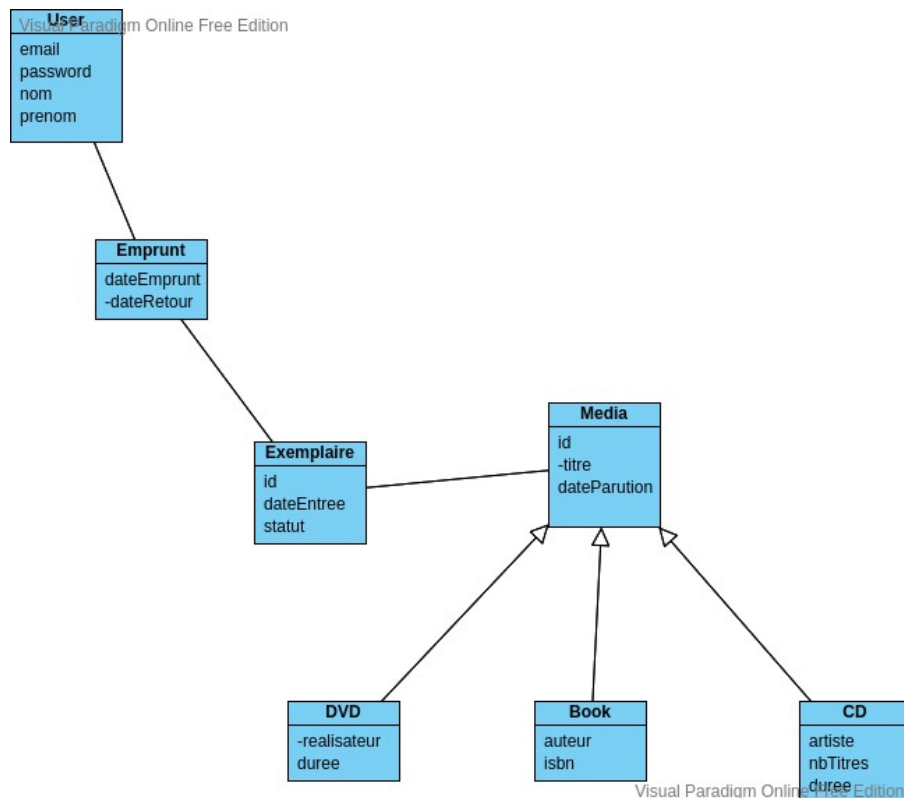 User
Visual Paradigm Online Free Edition
email
password
nom
prenom
Emprunt
dateEmprunt
-dateRetour
Exemplaire
id
dateEntree
statut
Media
id
-titre
dateParution
DVD
-realisateur
duree
Book
auteur
isbn
CD
artiste
nbTitres
duree
Visual Paradigm Online Free Edition